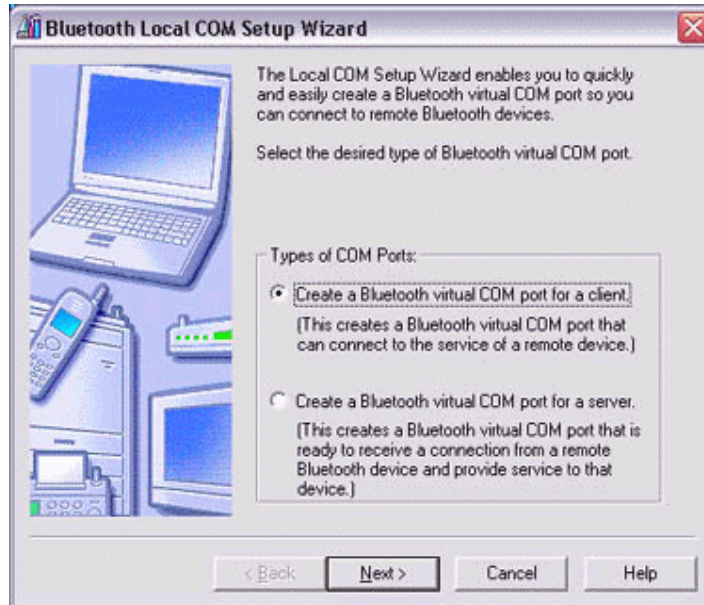 Bluetooth Local COM Setup Wizard
The Local COM Setup Wizard enables you to quickly
and easily create a Bluetooth virtual COM port so you
can connect to remote Bluetooth devices.
Select the desired type of Bluetooth virtual COM port.
Types of COM Ports:
Create a Bluetooth virtual COM port for a client.
(This creates a Bluetooth virtual COM port that
can connect to the service of a remote device.)
Create a Bluetooth virtual COM port for a server.
(This creates a Bluetooth virtual COM port that is
ready to receive a connection from a remote
Bluetooth device and provide service to that
device.)
< Back Next > Cancel Help